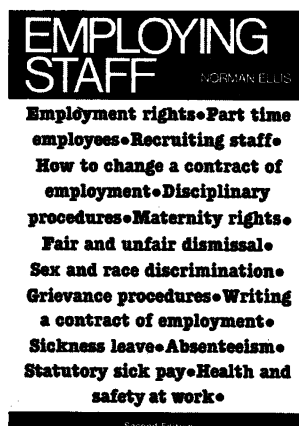 EMPLOYING
STAFF
NORMAN ELLIS
Employment rights•Part time
employees•Recruiting staff•
How to change a contract of
employment•Disciplinary
procedures•Maternity rights•
Fair and unfair dismissal•
Sex and race discrimination•
Grievance procedures•Writing
a contract of employment•
Sickness leave•Absenteeism•
Statutory sick pay•Health and
safety at work•
Second Edition